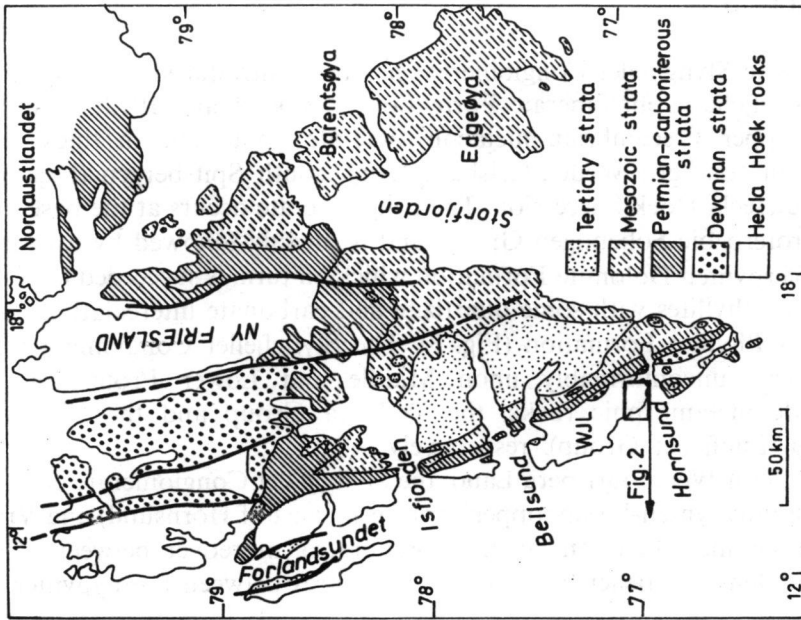 12°
18°
Nordaustlandet
79°
79°
NY FRIESLAND
Barentsøya
Forlandsundet
78°
78°
Isfjorden
Storfjorden
Edgeøya
Bellsund
WJL
Fig. 2
77°
77°
Hornsund
Tertiary strata
Mesozoic strata
Permian-Carboniferous
strata
Devonian strata
Hecla Hoek rocks
50km
12°
18°